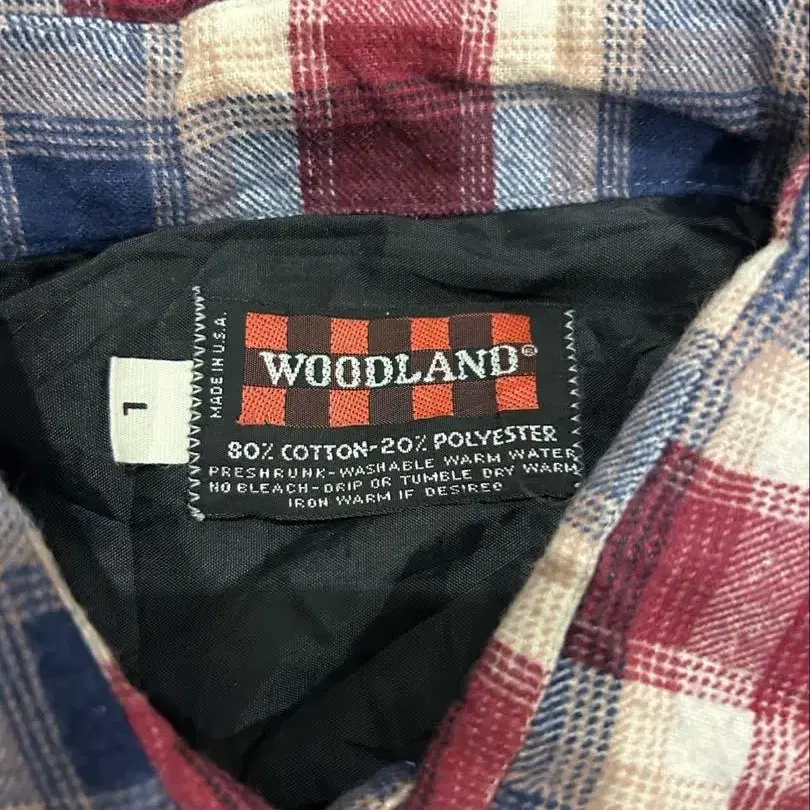 MADE IN U.S.A.
WOODLAND®
L
80% COTTON-20% POLYESTER
PRESHRUNK-WASHABLE WARM WATER
NO BLEACH-DRIP OR TUMBLE DRY WARM
IRON WARM IF DESIRED